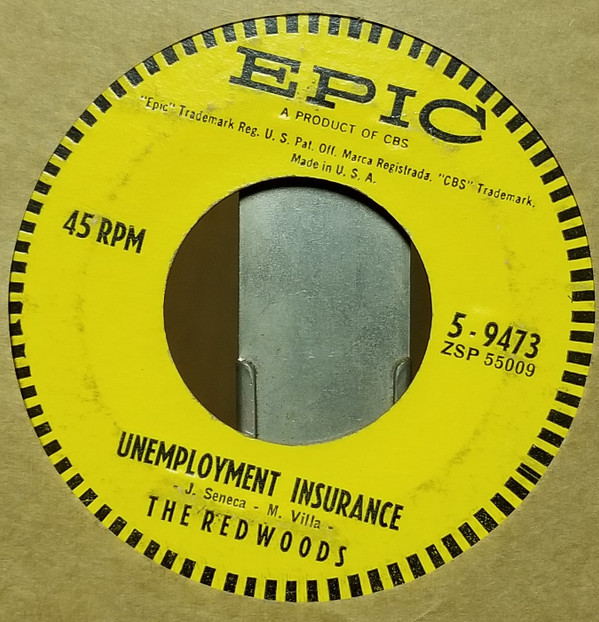 EPIC
A PRODUCT OF CBS
"Epic" Trademark Reg. U. S. Pat. Off. Marca Registrada. "CBS" Trademark.
Made in U. S. A.
45 RPM
5 - 9473
ZSP 55009
UNEMPLOYMENT INSURANCE
- J. Seneca - M. Villa -
THE REDWOODS